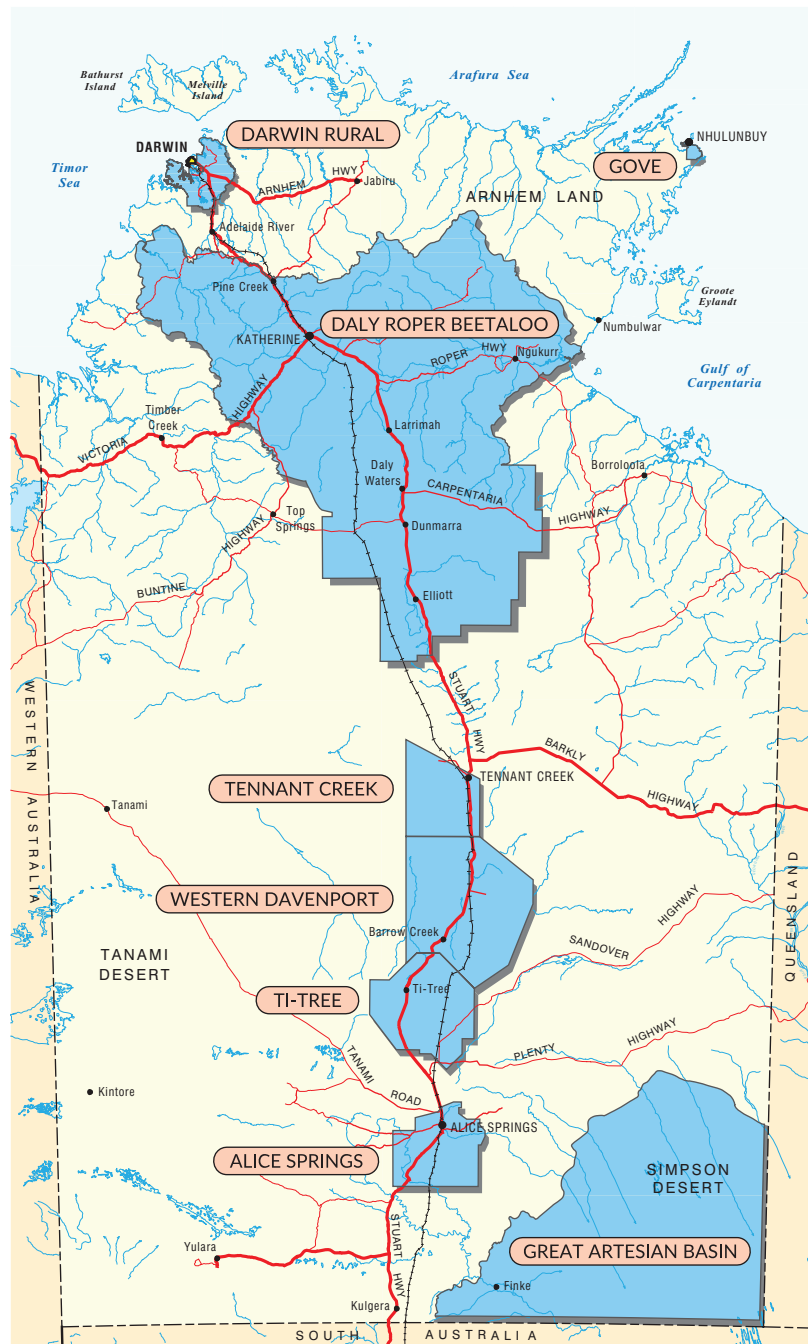 Arafura Sea
Bathurst
Island
Melville
Island
DARWIN RURAL
NHULUNBUY
DARWIN
GOVE
Timor
Sea
ARNHEM HWY
Jabiru
ARNHEM LAND
Adelaide River
Pine Creek
Groote
Eylandt
DALY ROPER BEETALOO
Numbulwar
KATHERINE
ROPER HWY
Ngukurr
Gulf of
Carpentaria
Timber
Creek
VICTORIA HIGHWAY
Larrimah
Daly
Waters
Borroloola
CARPENTARIA HIGHWAY
Top
Springs
Dunmarra
BUNTINE HIGHWAY
Elliott
WESTERN AUSTRALIA
STUART HWY
BARKLY HIGHWAY
TENNANT CREEK
TENNANT CREEK
Tanami
WESTERN DAVENPORT
Barrow Creek
SANDOVER HIGHWAY
QUEENSLAND
TANAMI
DESERT
TI-TREE
Ti-Tree
PLENTY HIGHWAY
TANAMI ROAD
Kintore
ALICE SPRINGS
ALICE SPRINGS
SIMPSON
DESERT
STUART HWY
Yulara
GREAT ARTESIAN BASIN
Finke
Kulgera
SOUTH AUSTRALIA